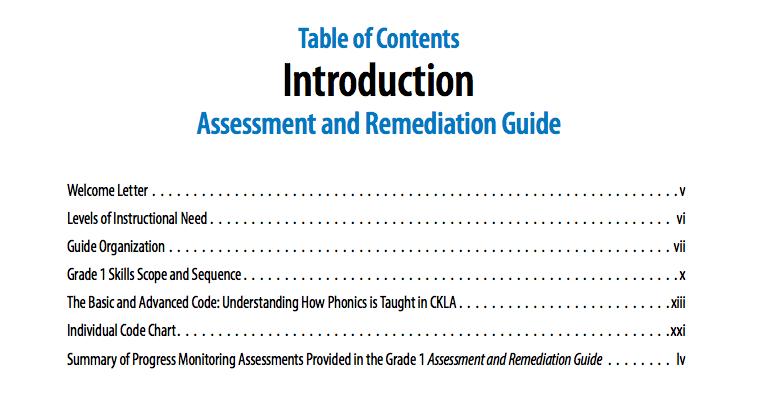 Table of Contents
Introduction
Assessment and Remediation Guide
Welcome Letter . . . . . . . . . . . . . . . . . . . . . . . . . . . . . . . . . . . . . . . . . . . . . . . . . . . . . . . . . . . . . . . .v
Levels of Instructional Need . . . . . . . . . . . . . . . . . . . . . . . . . . . . . . . . . . . . . . . . . . . . . . . . . . . . . . . . vi
Guide Organization . . . . . . . . . . . . . . . . . . . . . . . . . . . . . . . . . . . . . . . . . . . . . . . . . . . . . . . . . . . . . vii
Grade 1 Skills Scope and Sequence . . . . . . . . . . . . . . . . . . . . . . . . . . . . . . . . . . . . . . . . . . . . . . . . . . . .x
The Basic and Advanced Code: Understanding How Phonics is Taught in CKLA . . . . . . . . . . . . . . . . . . . . . . . . . .xiii
Individual Code Chart . . . . . . . . . . . . . . . . . . . . . . . . . . . . . . . . . . . . . . . . . . . . . . . . . . . . . . . . . . . .xxi
Summary of Progress Monitoring Assessments Provided in the Grade 1 Assessment and Remediation Guide . . . . . . . . lv